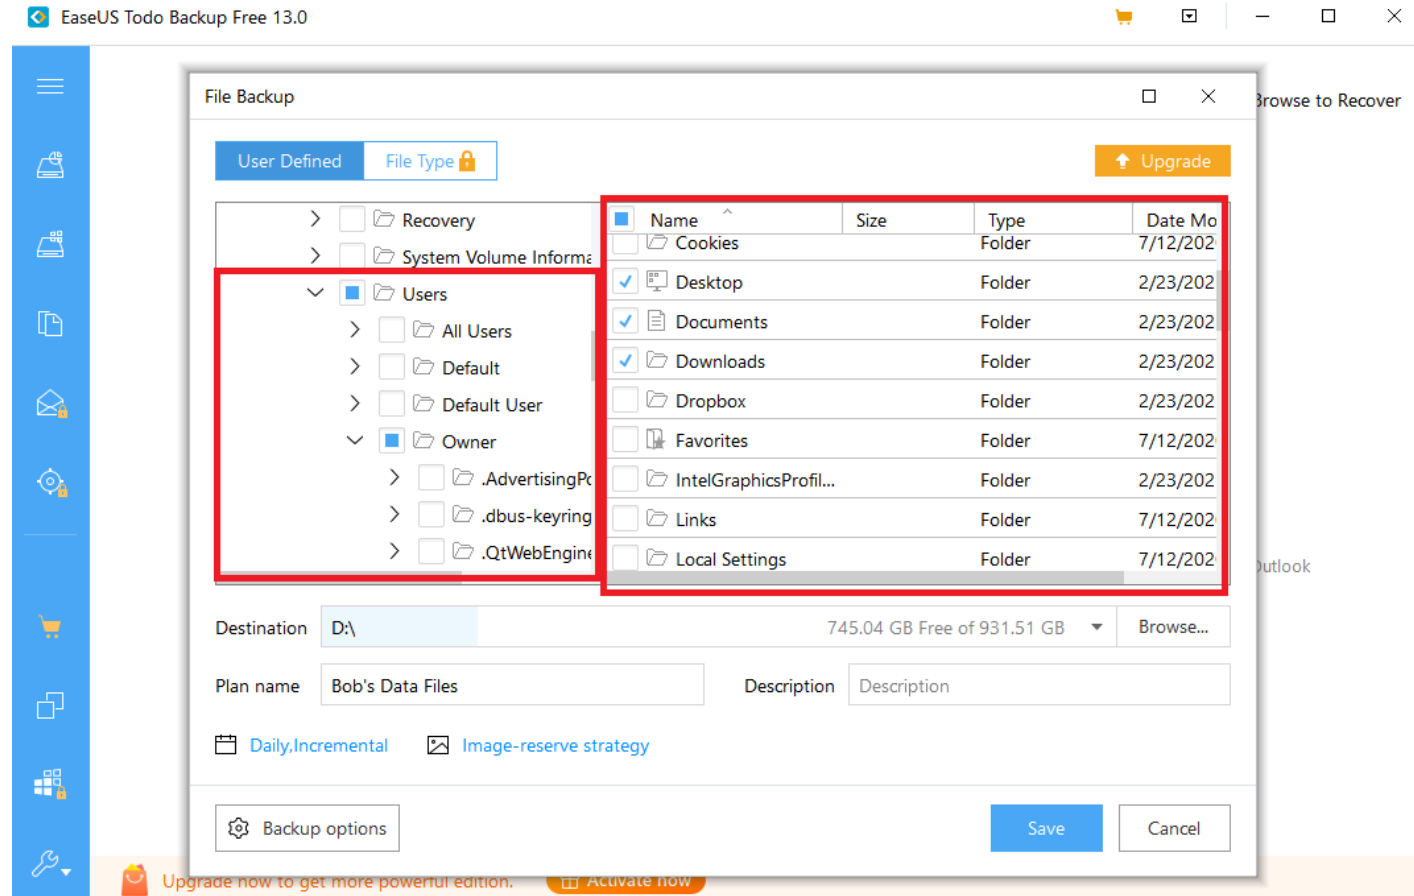 EaseUS Todo Backup Free 13.0
File Backup
Browse to Recover
User Defined
File Type
Upgrade
Recovery
System Volume Informa
Users
All Users
Default
Default User
Owner
.AdvertisingPo
.dbus-keyring
.QtWebEngine
Name Size Type Date Mo
Cookies Folder 7/12/202
Desktop Folder 2/23/202
Documents Folder 2/23/202
Downloads Folder 2/23/202
Dropbox Folder 2/23/202
Favorites Folder 7/12/202
IntelGraphicsProfil... Folder 2/23/202
Links Folder 7/12/202
Local Settings Folder 7/12/202
Outlook
Destination D:\ 745.04 GB Free of 931.51 GB Browse...
Plan name Bob's Data Files Description Description
Daily,Incremental Image-reserve strategy
Backup options Save Cancel
Upgrade now to get more powerful edition. Activate now